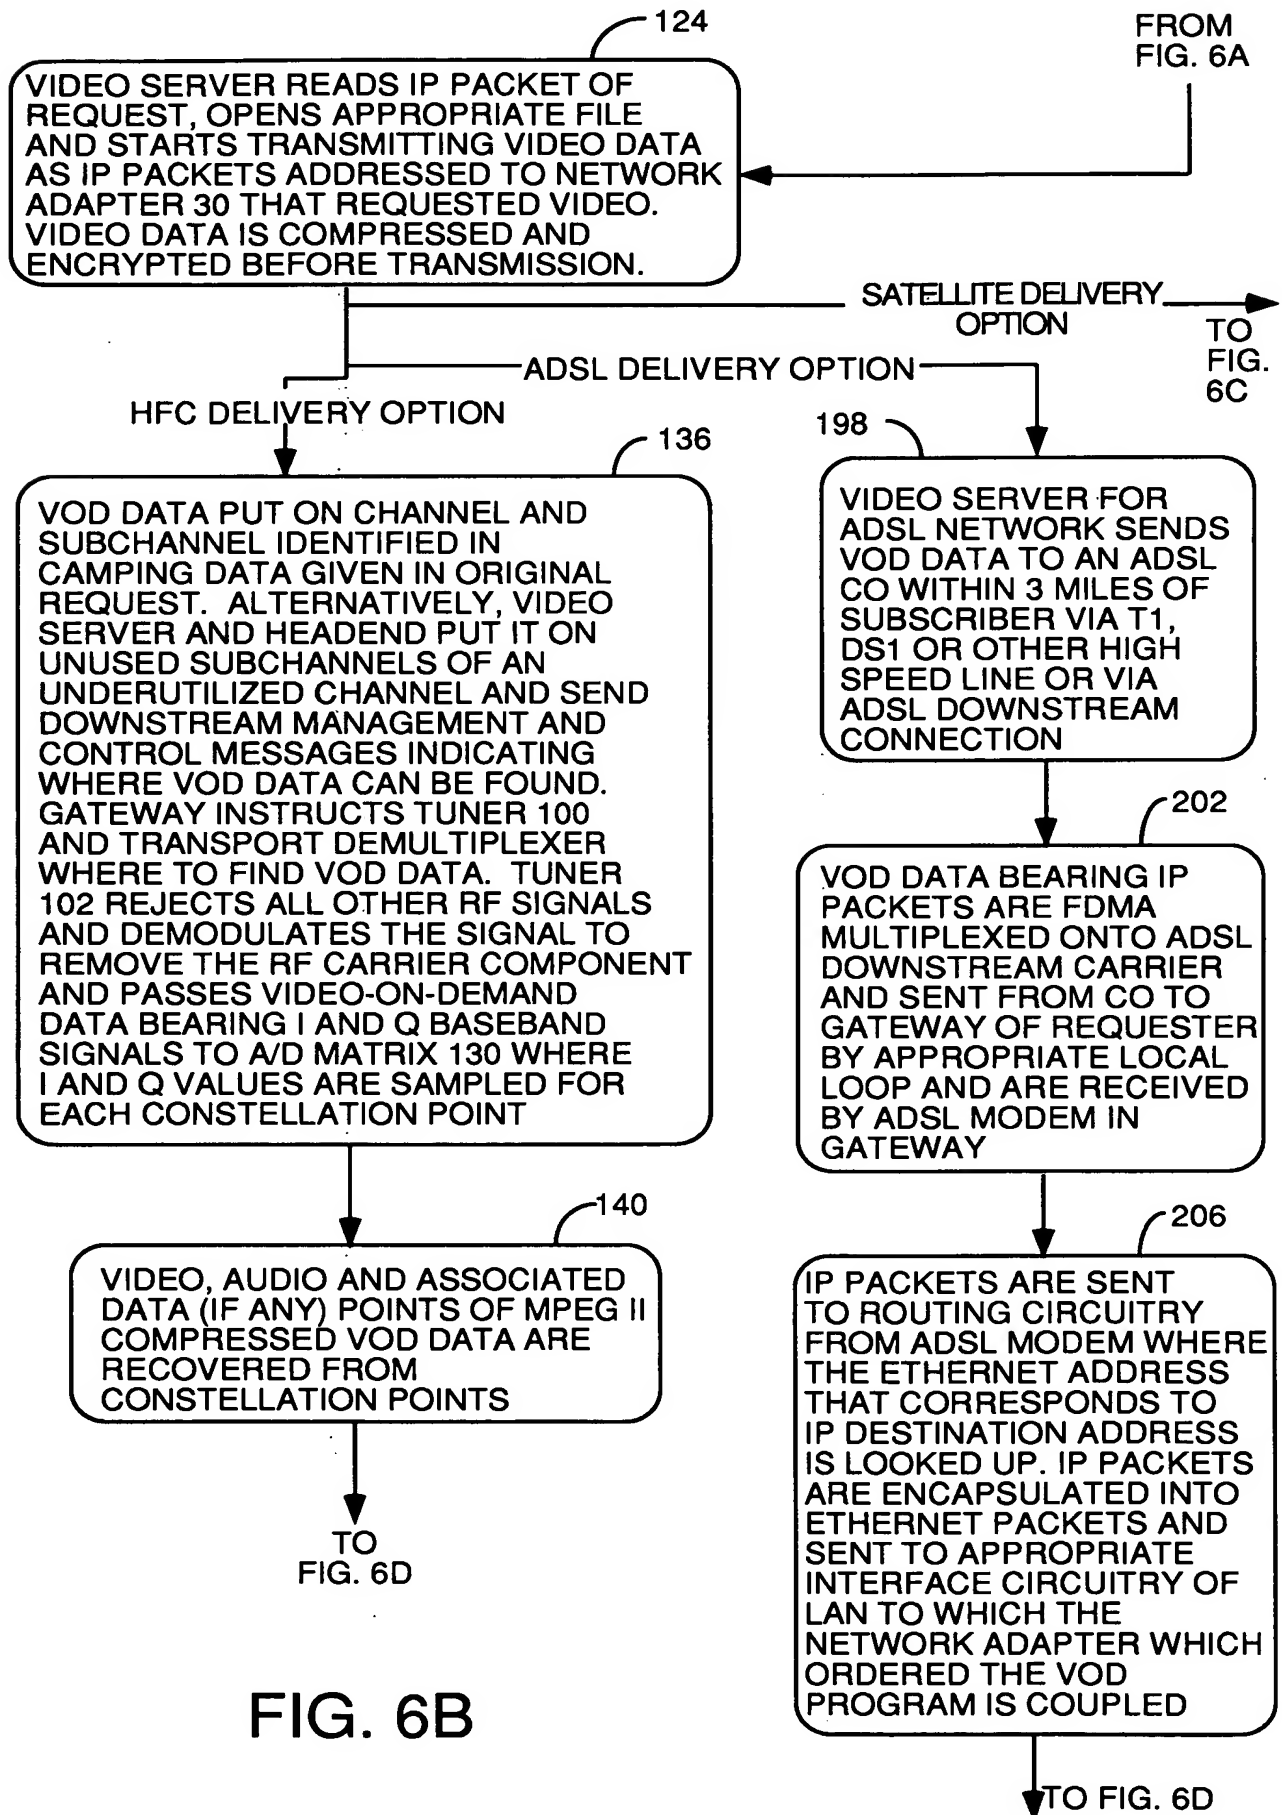 124
FROM
FIG. 6A
VIDEO SERVER READS IP PACKET OF
REQUEST, OPENS APPROPRIATE FILE
AND STARTS TRANSMITTING VIDEO DATA
AS IP PACKETS ADDRESSED TO NETWORK
ADAPTER 30 THAT REQUESTED VIDEO.
VIDEO DATA IS COMPRESSED AND
ENCRYPTED BEFORE TRANSMISSION.
SATELLITE DELIVERY
OPTION
TO
FIG.
6C
ADSL DELIVERY OPTION
HFC DELIVERY OPTION
136
VOD DATA PUT ON CHANNEL AND
SUBCHANNEL IDENTIFIED IN
CAMPING DATA GIVEN IN ORIGINAL
REQUEST. ALTERNATIVELY, VIDEO
SERVER AND HEADEND PUT IT ON
UNUSED SUBCHANNELS OF AN
UNDERUTILIZED CHANNEL AND SEND
DOWNSTREAM MANAGEMENT AND
CONTROL MESSAGES INDICATING
WHERE VOD DATA CAN BE FOUND.
GATEWAY INSTRUCTS TUNER 100
AND TRANSPORT DEMULTIPLEXER
WHERE TO FIND VOD DATA. TUNER
102 REJECTS ALL OTHER RF SIGNALS
AND DEMODULATES THE SIGNAL TO
REMOVE THE RF CARRIER COMPONENT
AND PASSES VIDEO-ON-DEMAND
DATA BEARING I AND Q BASEBAND
SIGNALS TO A/D MATRIX 130 WHERE
I AND Q VALUES ARE SAMPLED FOR
EACH CONSTELLATION POINT
140
VIDEO, AUDIO AND ASSOCIATED
DATA (IF ANY) POINTS OF MPEG II
COMPRESSED VOD DATA ARE
RECOVERED FROM
CONSTELLATION POINTS
TO
FIG. 6D
198
VIDEO SERVER FOR
ADSL NETWORK SENDS
VOD DATA TO AN ADSL
CO WITHIN 3 MILES OF
SUBSCRIBER VIA T1,
DS1 OR OTHER HIGH
SPEED LINE OR VIA
ADSL DOWNSTREAM
CONNECTION
202
VOD DATA BEARING IP
PACKETS ARE FDMA
MULTIPLEXED ONTO ADSL
DOWNSTREAM CARRIER
AND SENT FROM CO TO
GATEWAY OF REQUESTER
BY APPROPRIATE LOCAL
LOOP AND ARE RECEIVED
BY ADSL MODEM IN
GATEWAY
206
IP PACKETS ARE SENT
TO ROUTING CIRCUITRY
FROM ADSL MODEM WHERE
THE ETHERNET ADDRESS
THAT CORRESPONDS TO
IP DESTINATION ADDRESS
IS LOOKED UP. IP PACKETS
ARE ENCAPSULATED INTO
ETHERNET PACKETS AND
SENT TO APPROPRIATE
INTERFACE CIRCUITRY OF
LAN TO WHICH THE
NETWORK ADAPTER WHICH
ORDERED THE VOD
PROGRAM IS COUPLED
TO FIG. 6D
FIG. 6B